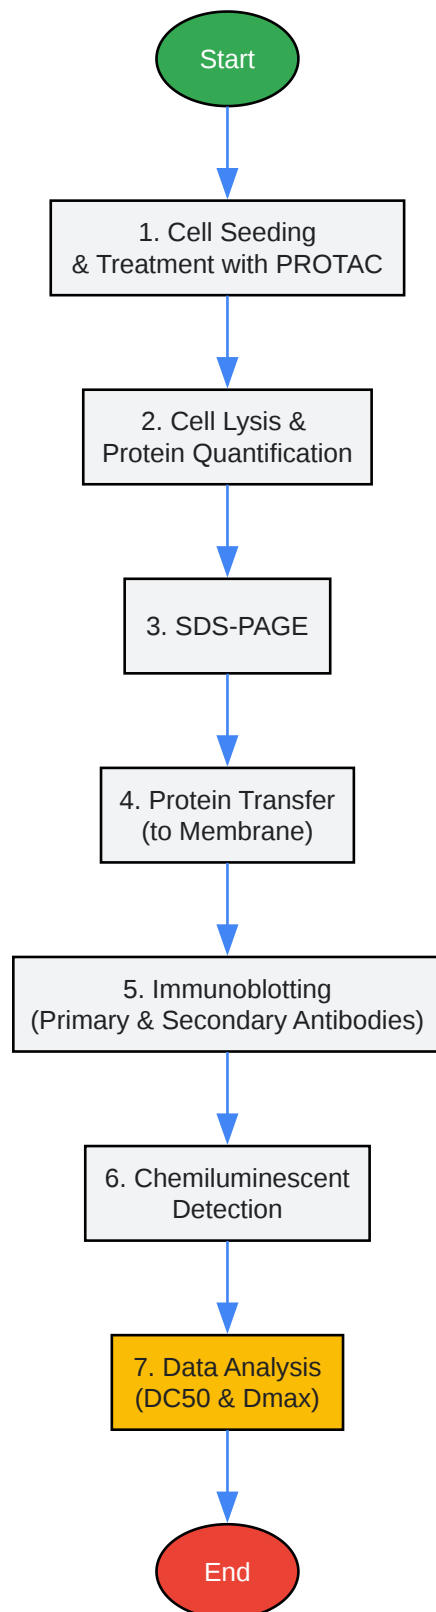 Start
1. Cell Seeding
& Treatment with PROTAC
2. Cell Lysis &
Protein Quantification
3. SDS-PAGE
4. Protein Transfer
(to Membrane)
5. Immunoblotting
(Primary & Secondary Antibodies)
6. Chemiluminescent
Detection
7. Data Analysis
(DC50 & Dmax)
End